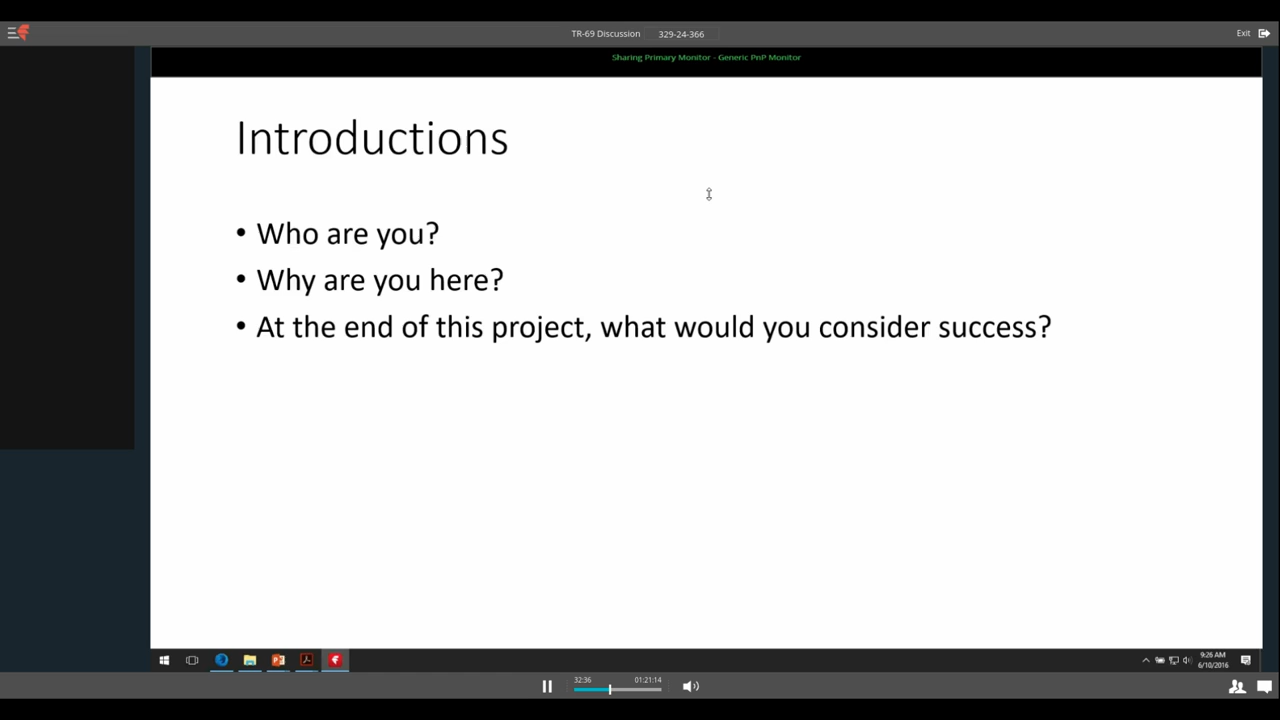 TR-69 Discussion 329-24-366 Exit
Sharing Primary Monitor - Generic PnP Monitor
Introductions
• Who are you?
• Why are you here?
• At the end of this project, what would you consider success?
9:26 AM
6/10/2016
32:36 01:21:14